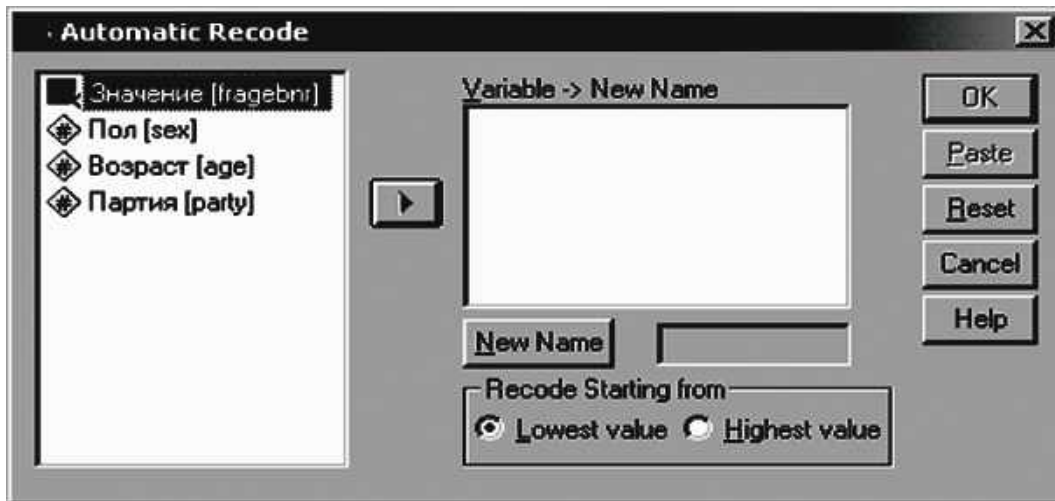 Automatic Recode
Значение [fragebnr]
Пол [sex]
Возраст [age]
Партия [party]
Variable -> New Name
New Name
Recode Starting from
Lowest value
Highest value
OK
Paste
Reset
Cancel
Help